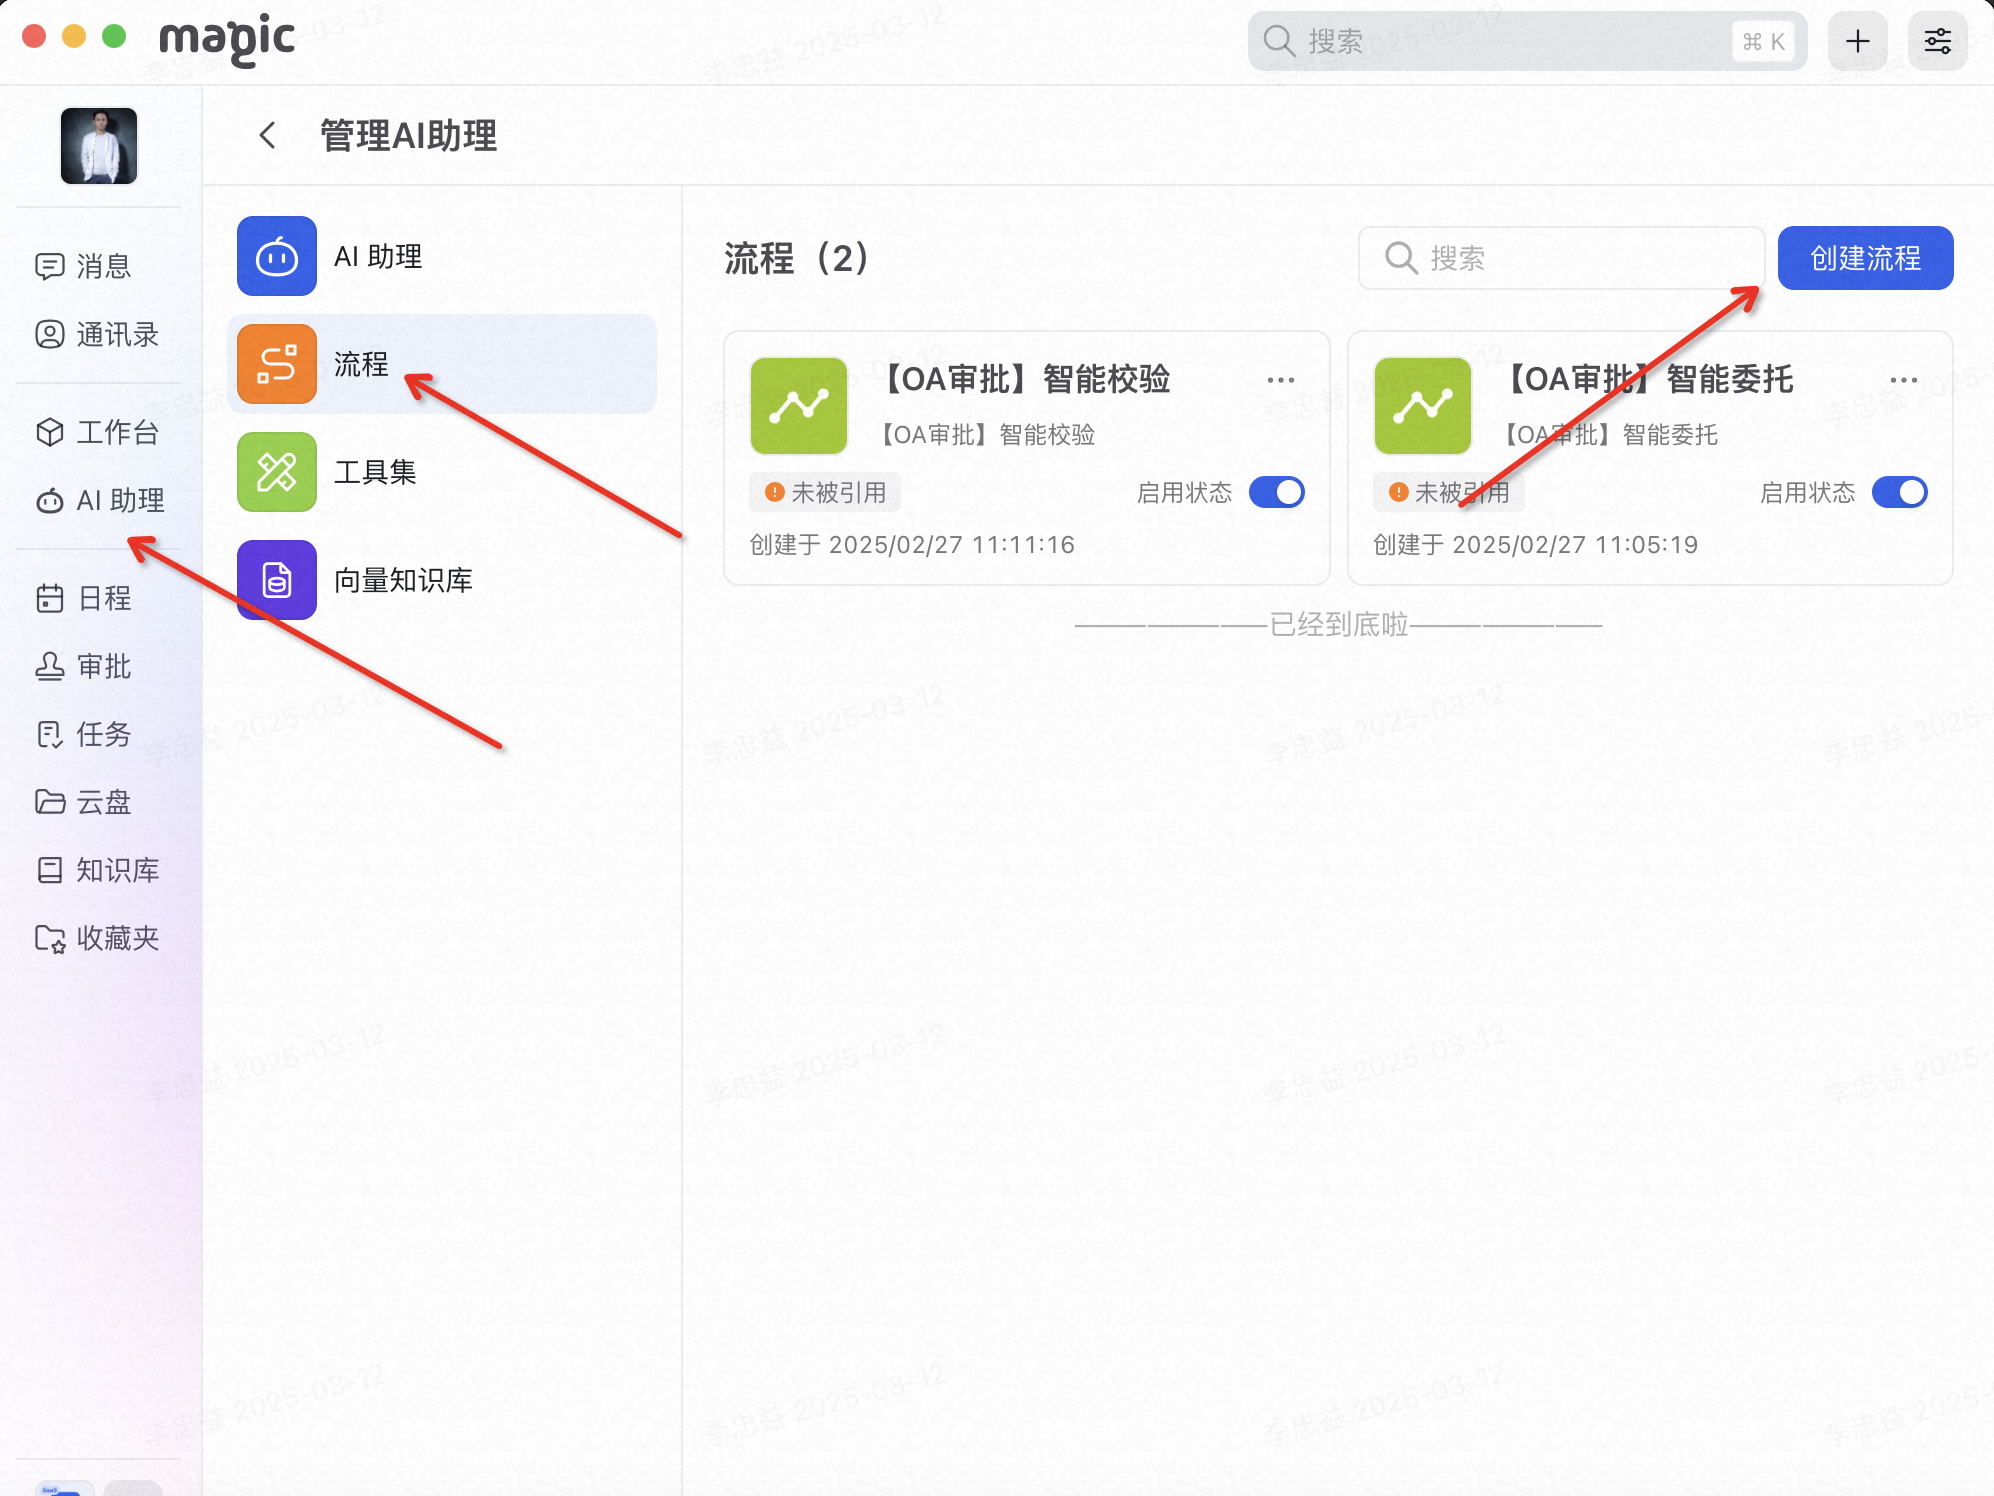 magic
搜索
⌘ K
管理AI助理
消息
通讯录
工作台
AI 助理
日程
审批
任务
云盘
知识库
收藏夹
AI 助理
流程
工具集
向量知识库
流程（2）
搜索
创建流程
【OA审批】智能校验
【OA审批】智能校验
未被引用
启用状态
创建于 2025/02/27 11:11:16
【OA审批】智能委托
【OA审批】智能委托
未被引用
启用状态
创建于 2025/02/27 11:05:19
————————已经到底啦————————
SaaS
李忠益 2025-03-12